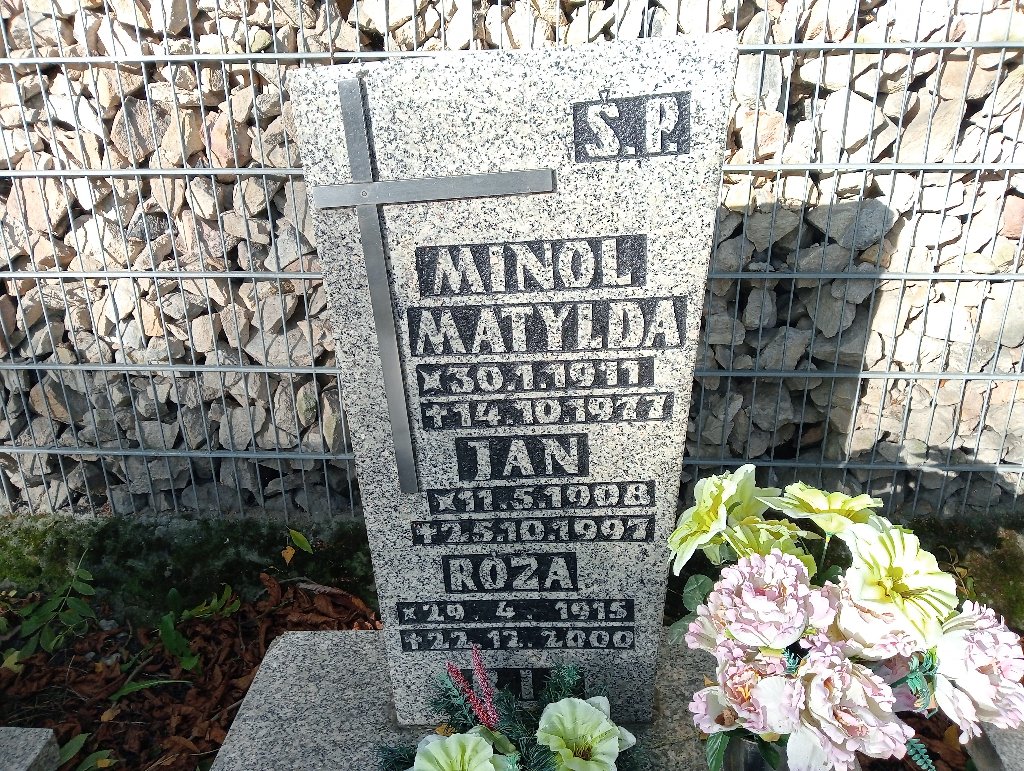 Ś.P.
MINOL
MATYLDA
*30.1.1911
†14.10.1977
JAN
*11.5.1908
†25.10.1997
RÓŻA
*29. 4. 1915
†22.12.2000